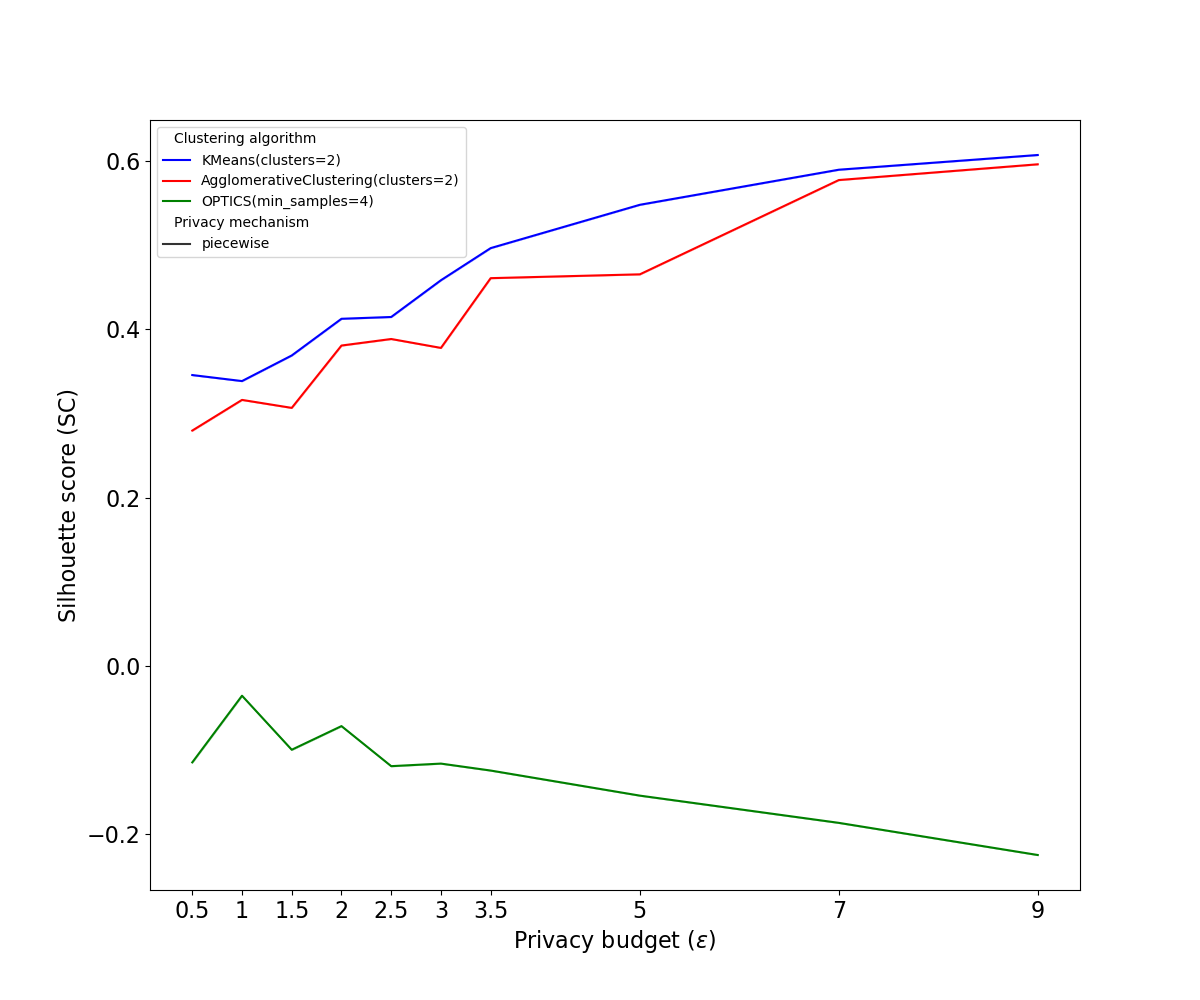 Clustering algorithm
KMeans(clusters=2)
AgglomerativeClustering(clusters=2)
OPTICS(min_samples=4)
Privacy mechanism
piecewise
0.6
0.4
0.2
0.0
−0.2
Silhouette score (SC)
0.5 1 1.5 2 2.5 3 3.5 5 7 9
Privacy budget (ε)